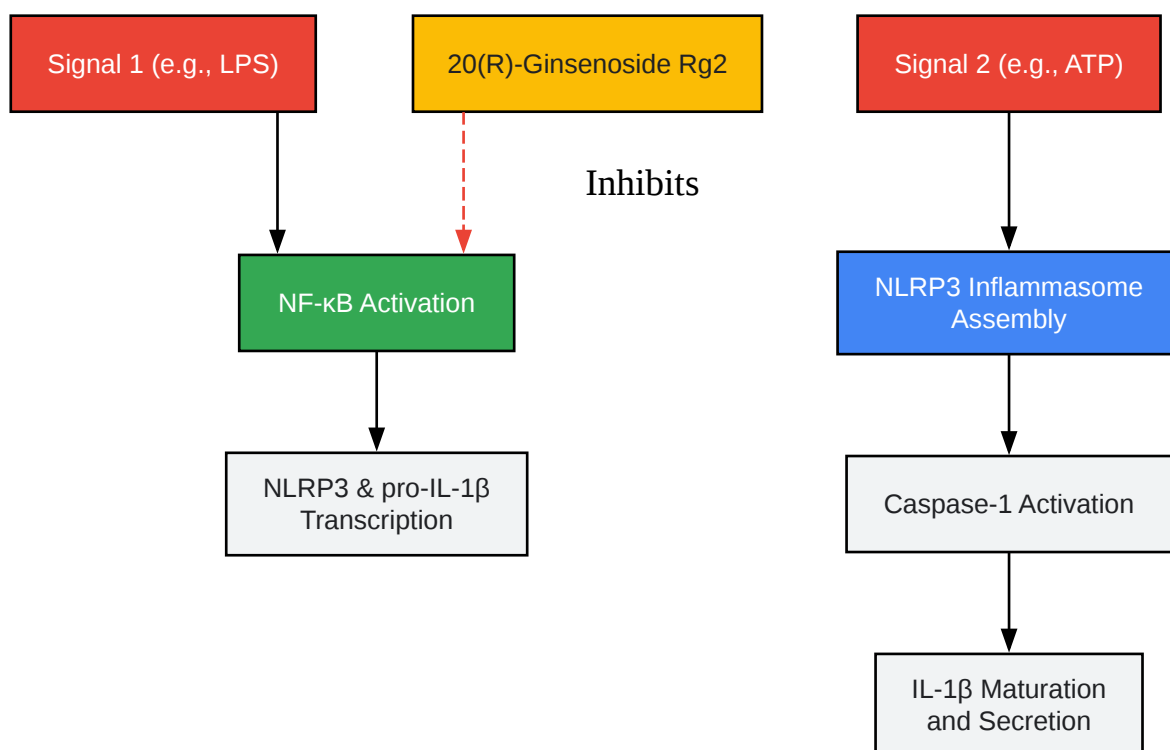 Signal 1 (e.g., LPS)
20(R)-Ginsenoside Rg2
Signal 2 (e.g., ATP)
Inhibits
NF-κB Activation
NLRP3 Inflammasome
Assembly
NLRP3 & pro-IL-1β
Transcription
Caspase-1 Activation
IL-1β Maturation
and Secretion